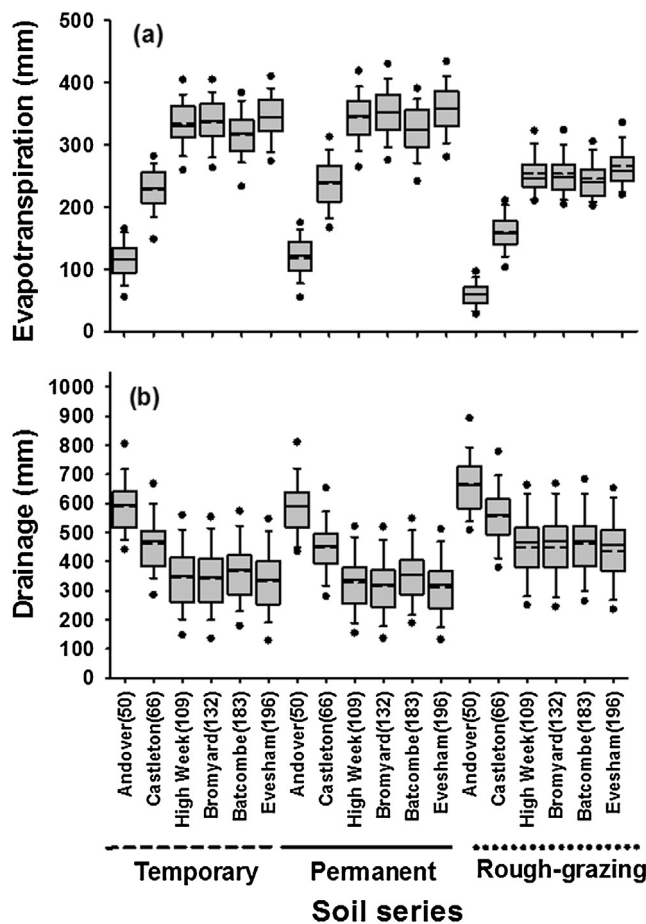 (a)
Evapotranspiration (mm)
500
400
300
200
100
0
(b)
Drainage (mm)
1000
900
800
700
600
500
400
300
200
100
0
Andover(50)
Castleton(66)
High Week(109)
Bromyard(132)
Batcombe(183)
Evesham(196)
Andover(50)
Castleton(66)
High Week(109)
Bromyard(132)
Batcombe(183)
Evesham(196)
Andover(50)
Castleton(66)
High Week(109)
Bromyard(132)
Batcombe(183)
Evesham(196)
Temporary
Permanent
Rough-grazing
Soil series